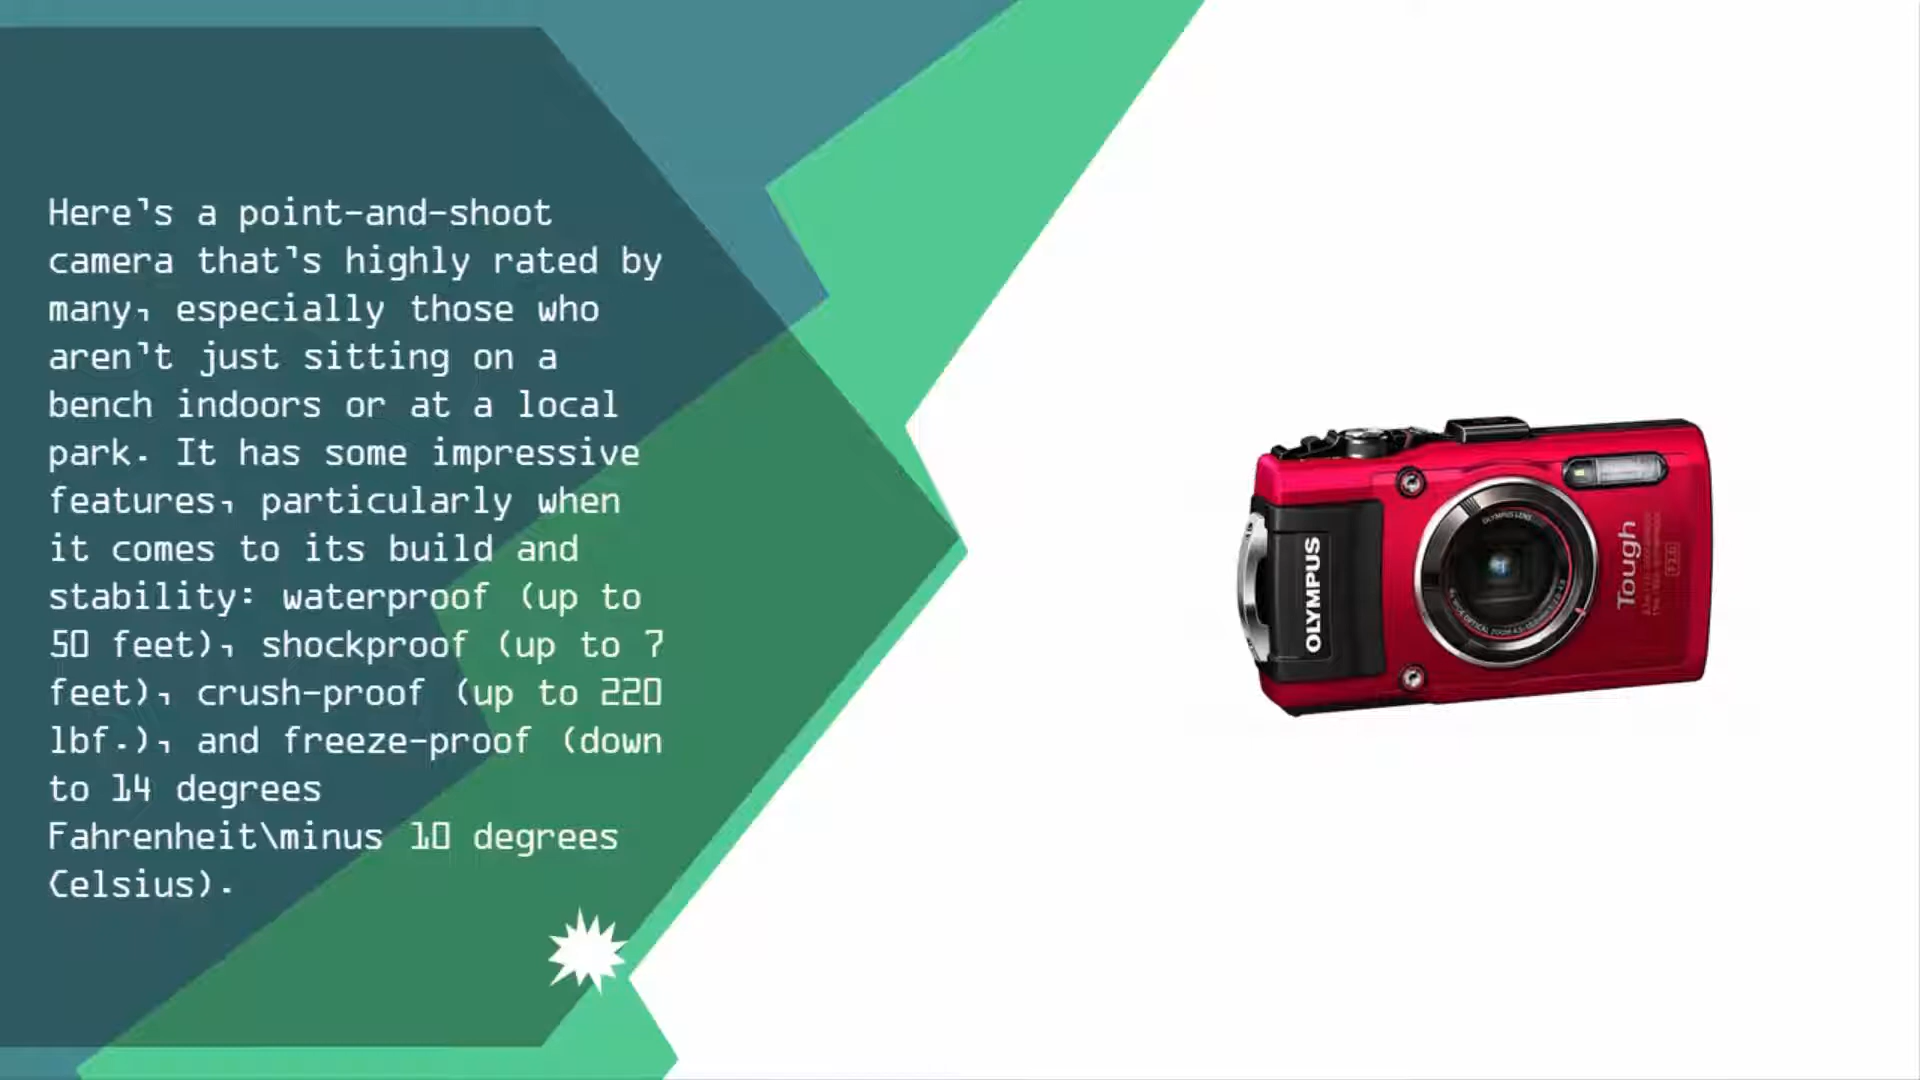 Here's a point-and-shoot
camera that's highly rated by
many, especially those who
aren't just sitting on a
bench indoors or at a local
park. It has some impressive
features, particularly when
it comes to its build and
stability: waterproof (up to
50 feet), shockproof (up to 7
feet), crush-proof (up to 220
lbf.), and freeze-proof (down
to 14 degrees
Fahrenheit\minus 10 degrees
Celsius).
OLYMPUS
OLYMPUS LENS
Tough